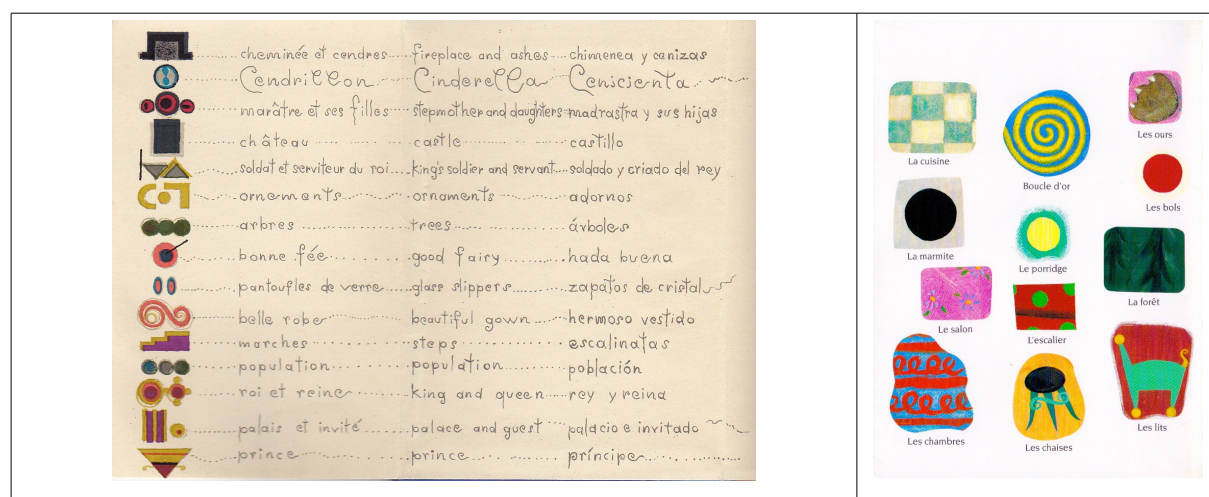 cheminée et cendres fireplace and ashes chimenea y cenizas
Cendrillon Cinderella Cenicienta
marâtre et ses filles stepmother and daughters madrastra y sus hijas
château castle castillo
soldat et serviteur du roi king's soldier and servant soldado y criado del rey
ornements ornaments adornos
arbres trees árboles
bonne fée good fairy hada buena
pantoufles de verre glass slippers zapatos de cristal
belle robe beautiful gown hermoso vestido
marches steps escalinatas
population population población
roi et reine king and queen rey y reina
palais et invité palace and guest palacio e invitado
prince prince príncipe
La cuisine
Boucle d'or
Les ours
La marmite
Le porridge
Les bols
Le salon
L'escalier
La forêt
Les chambres
Les chaises
Les lits